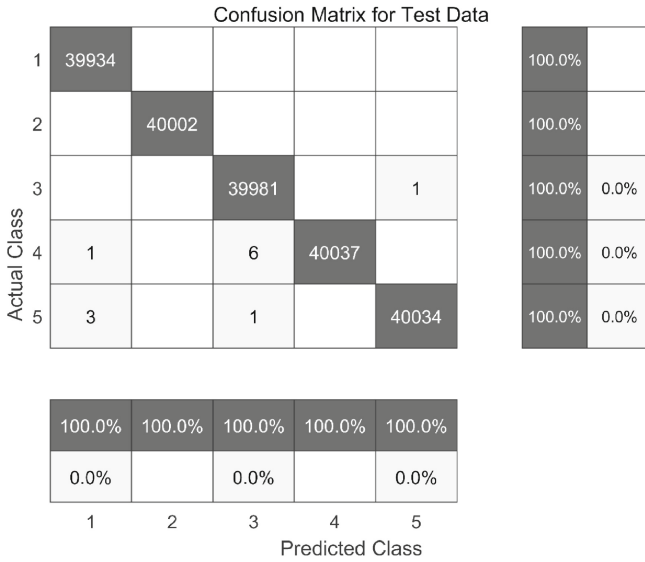 Confusion Matrix for Test Data
1 39934 100.0%
2 40002 100.0%
3 39981 1 100.0% 0.0%
4 1 6 40037 100.0% 0.0%
5 3 1 40034 100.0% 0.0%
Actual Class
100.0% 100.0% 100.0% 100.0% 100.0%
0.0% 0.0% 0.0%
1 2 3 4 5
Predicted Class